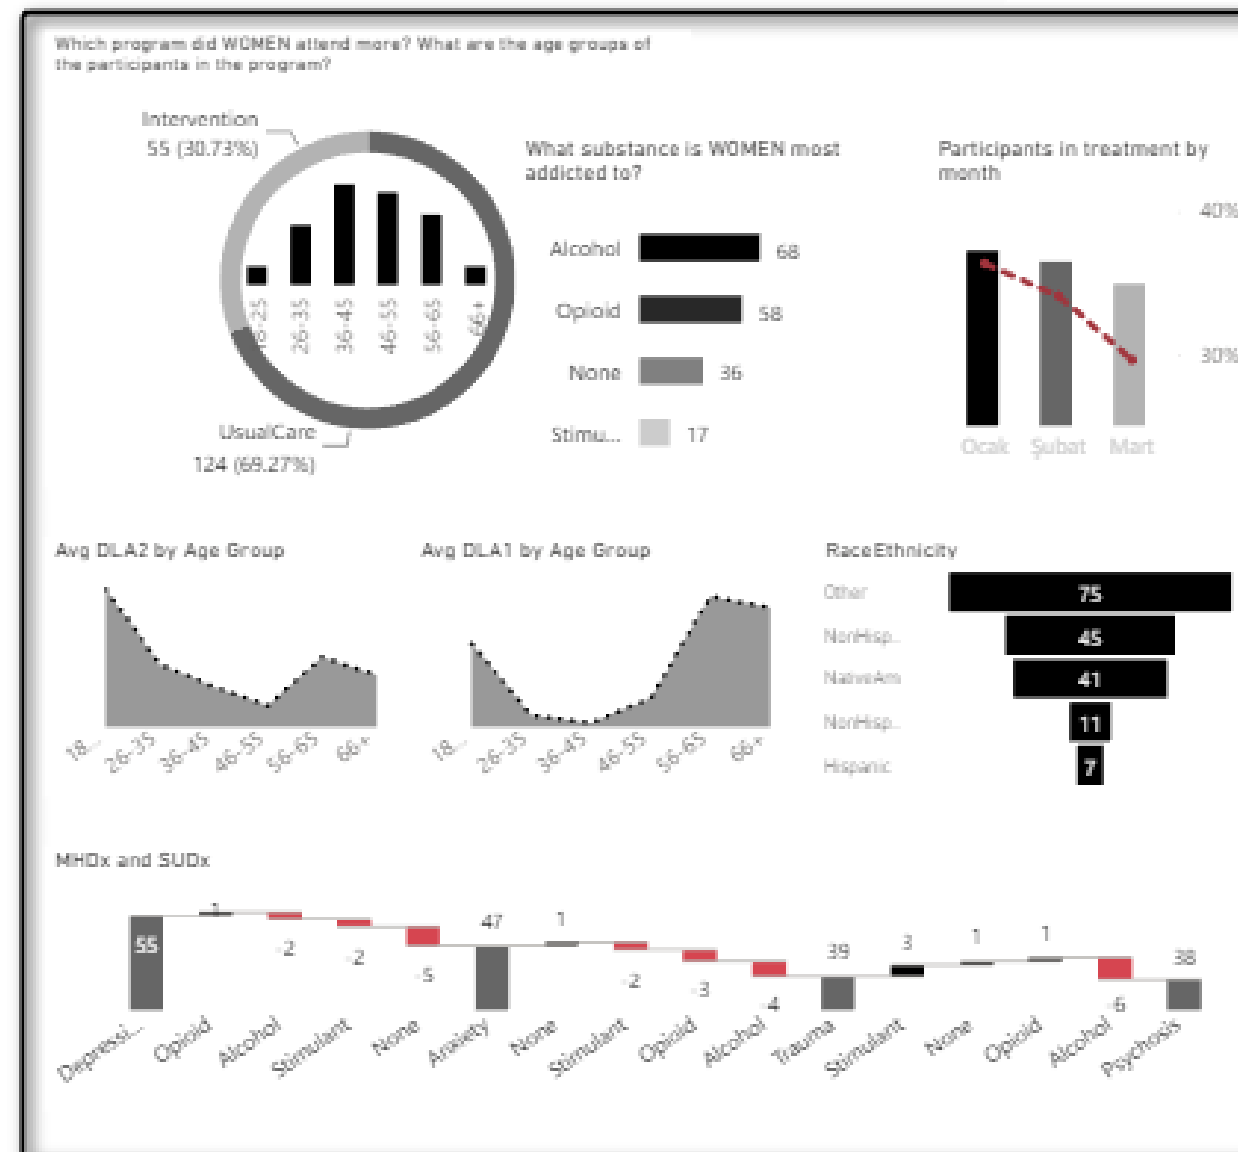 Which program did WOMEN attend more? What are the age groups of
the participants in the program?
Intervention
55 (30.73%)
26-35
36-45
46-55
56-65
66+
UsualCare
124 (69.27%)
What substance is WOMEN most
addicted to?
Alcohol 68
Opioid 58
None 36
Stimu... 17
Participants in treatment by
month
40%
30%
Ocak Şubat Mart
Avg DLA2 by Age Group
18... 26-35 36-45 46-55 56-65 66+
Avg DLA1 by Age Group
18... 26-35 36-45 46-55 56-65 66+
RaceEthnicity
Other 75
NonHisp... 45
NativeAm 41
NonHisp... 11
Hispanic 7
MHDx and SUDx
55 1 -2 -2 -5 47 1 -2 -3 -4 39 3 1 1 -6 38
Depressi... Opioid Alcohol Stimulant None Anxiety None Stimulant Opioid Alcohol Trauma Stimulant None Opioid Alcohol Psychosis